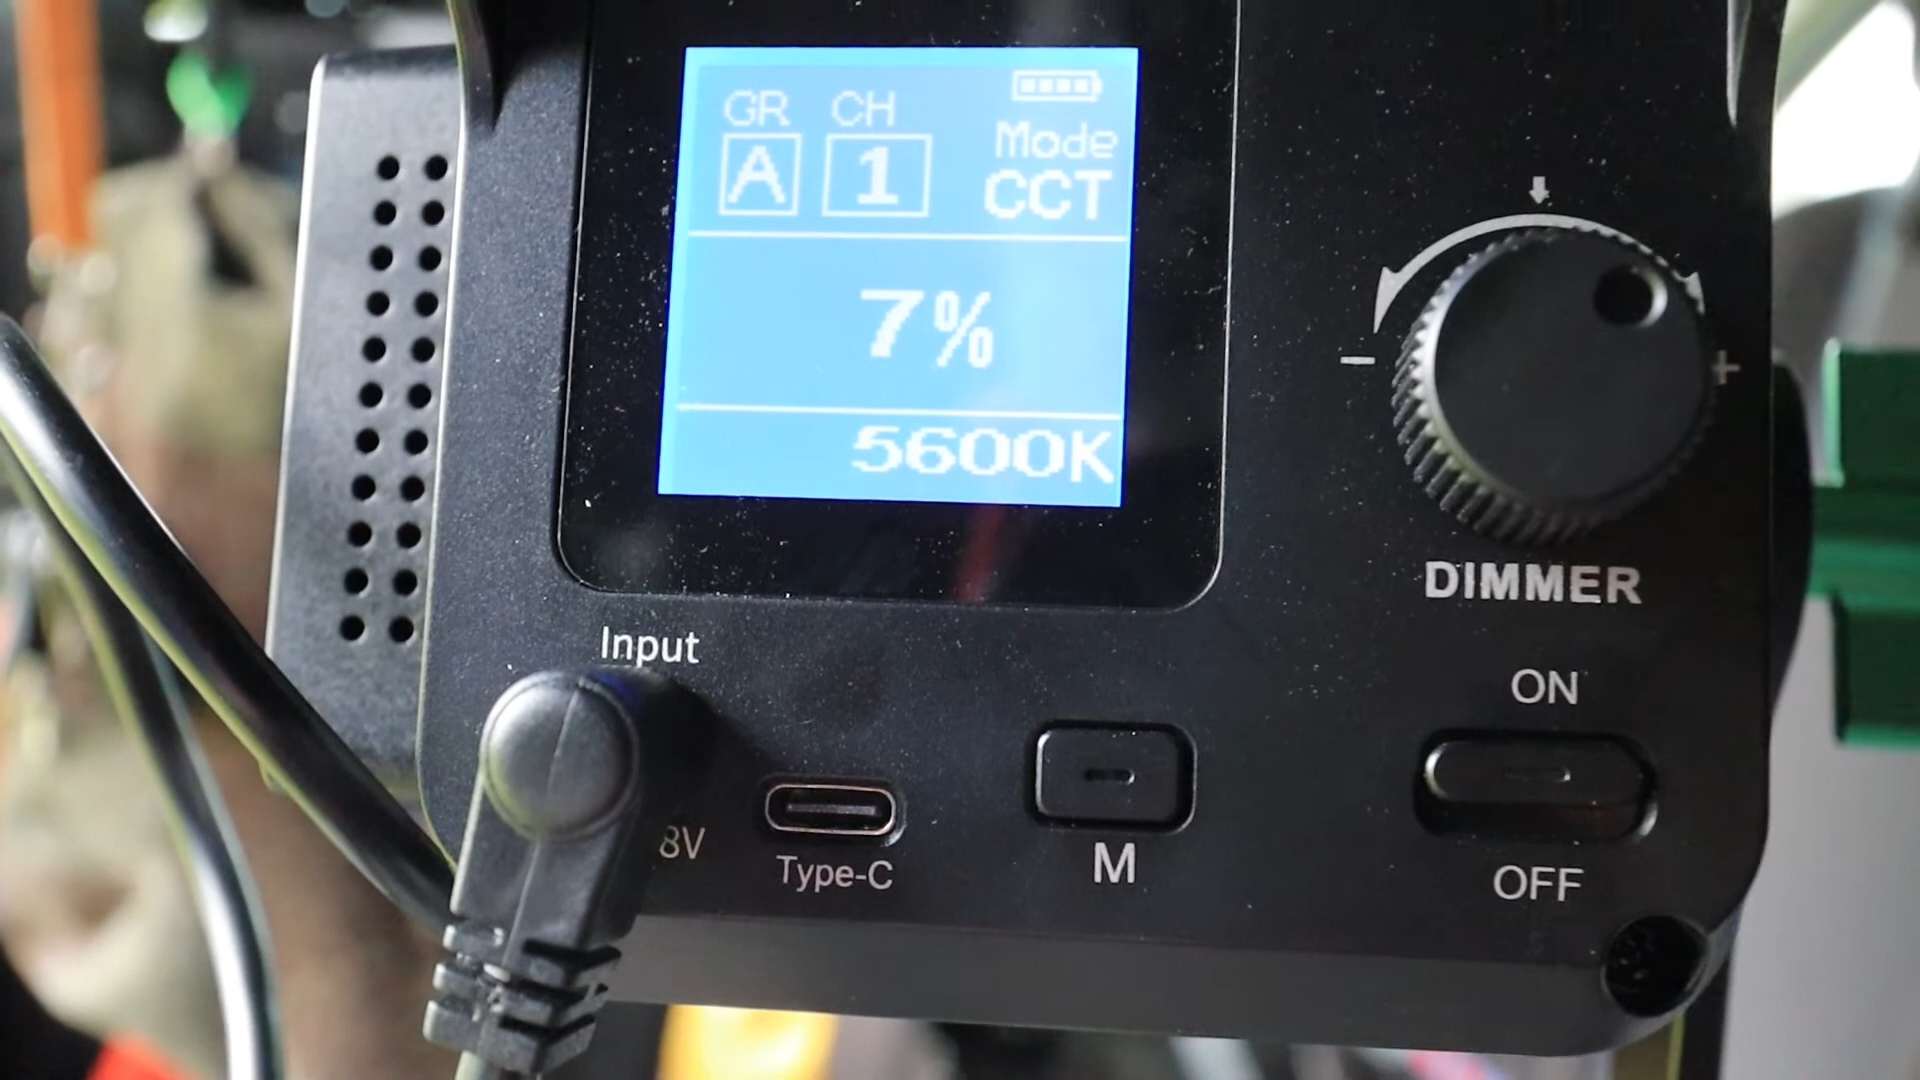 GR CH
A 1
Mode
CCT
7%
5600K
- +
DIMMER
Input
ON
8V
Type-C
M
OFF